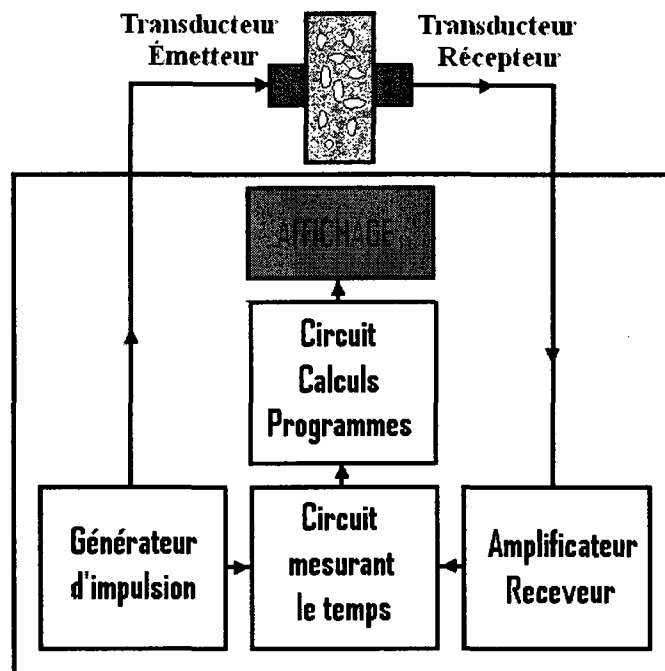 Transducteur
Émetteur
Transducteur
Récepteur
AFFICHAGE
Circuit
Calculs
Programmes
Générateur
d'impulsion
Circuit
mesurant
le temps
Amplificateur
Receveur